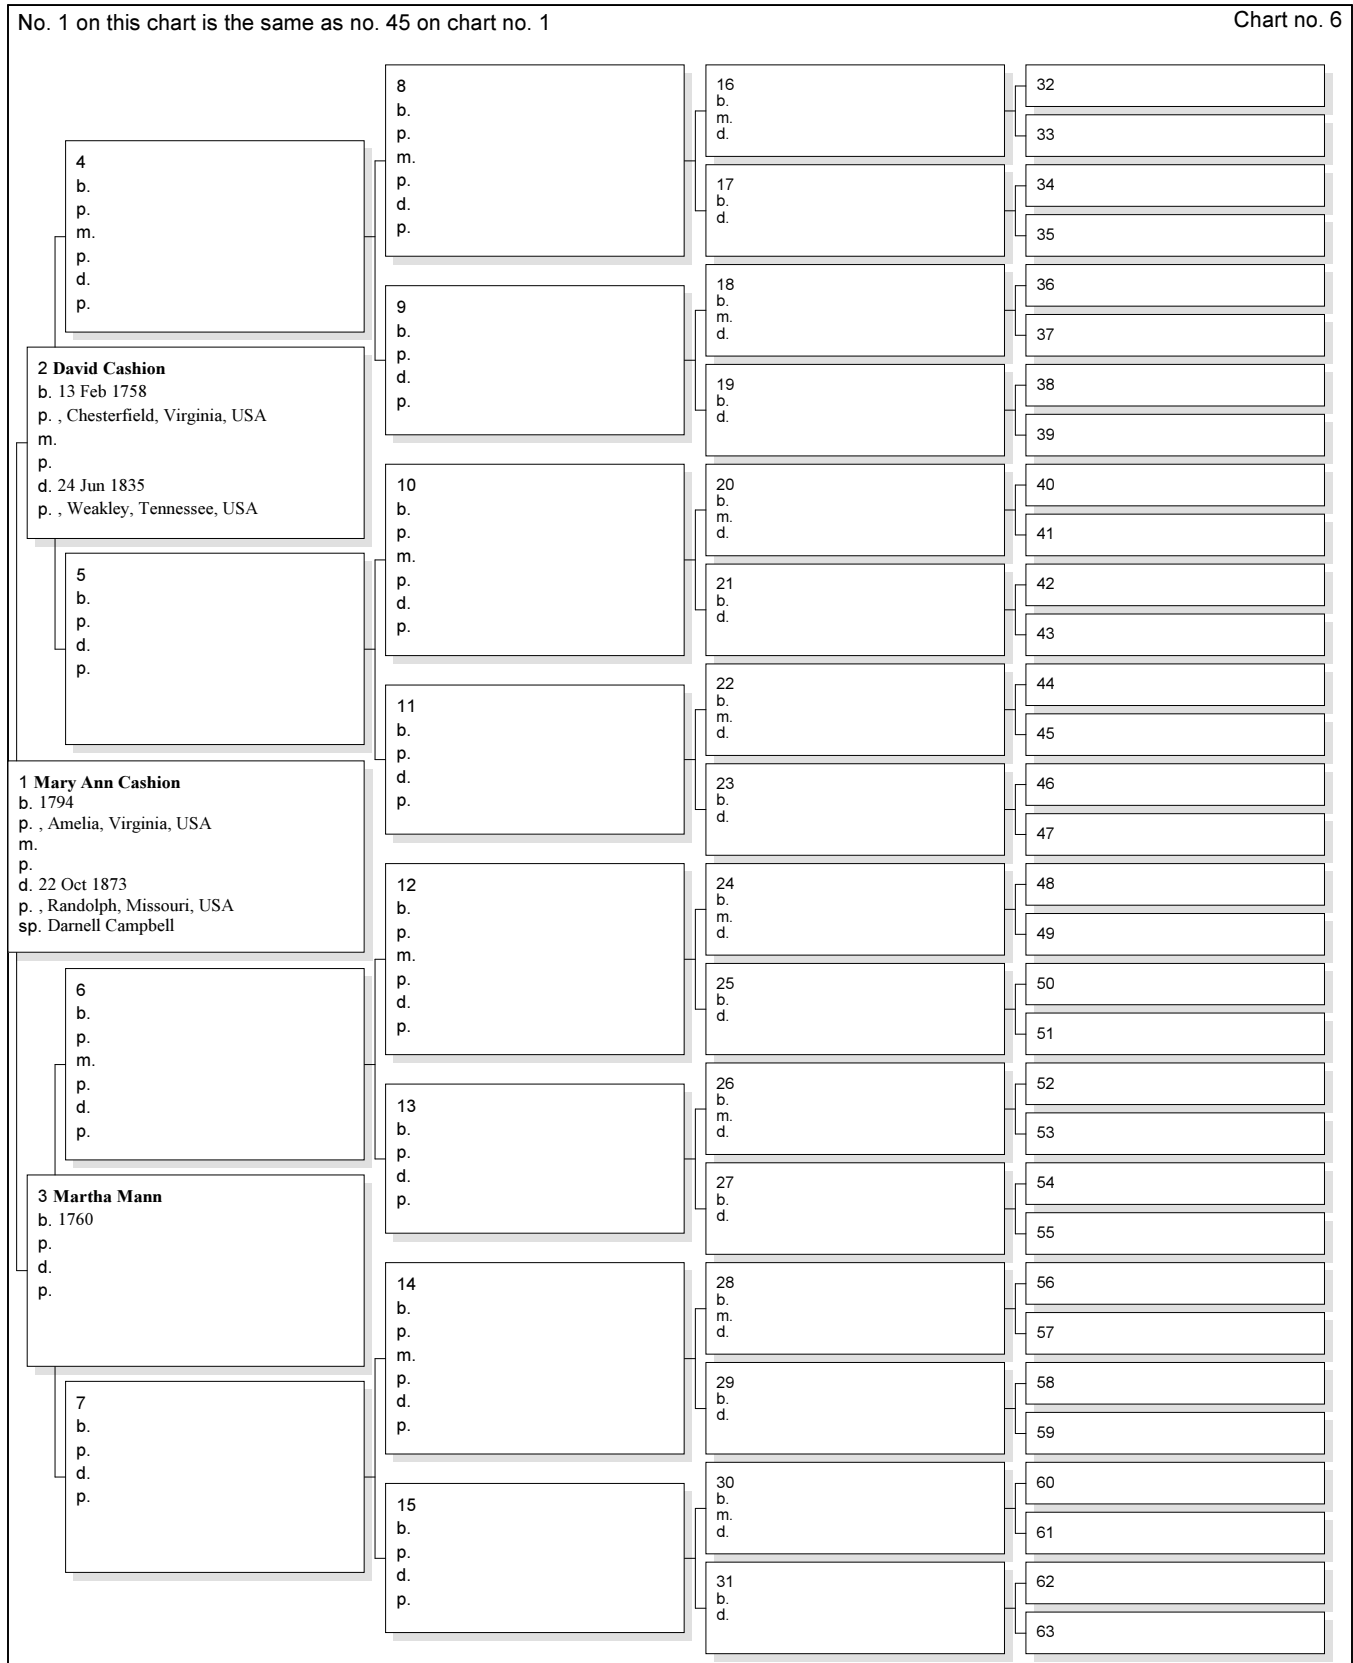 No. 1 on this chart is the same as no. 45 on chart no. 1
Chart no. 6
4
b.
p.
m.
p.
d.
p.
2 David Cashion
b. 13 Feb 1758
p. , Chesterfield, Virginia, USA
m.
p.
d. 24 Jun 1835
p. , Weakley, Tennessee, USA
5
b.
p.
d.
p.
1 Mary Ann Cashion
b. 1794
p. , Amelia, Virginia, USA
m.
p.
d. 22 Oct 1873
p. , Randolph, Missouri, USA
sp. Darnell Campbell
6
b.
p.
m.
p.
d.
p.
3 Martha Mann
b. 1760
p.
d.
p.
7
b.
p.
d.
p.
8
b.
p.
m.
p.
d.
p.
9
b.
p.
d.
p.
10
b.
p.
m.
p.
d.
p.
11
b.
p.
d.
p.
12
b.
p.
m.
p.
d.
p.
13
b.
p.
d.
p.
14
b.
p.
m.
p.
d.
p.
15
b.
p.
d.
p.
16
b.
m.
d.
17
b.
d.
18
b.
m.
d.
19
b.
d.
20
b.
m.
d.
21
b.
d.
22
b.
m.
d.
23
b.
d.
24
b.
m.
d.
25
b.
d.
26
b.
m.
d.
27
b.
d.
28
b.
m.
d.
29
b.
d.
30
b.
m.
d.
31
b.
d.
32
33
34
35
36
37
38
39
40
41
42
43
44
45
46
47
48
49
50
51
52
53
54
55
56
57
58
59
60
61
62
63